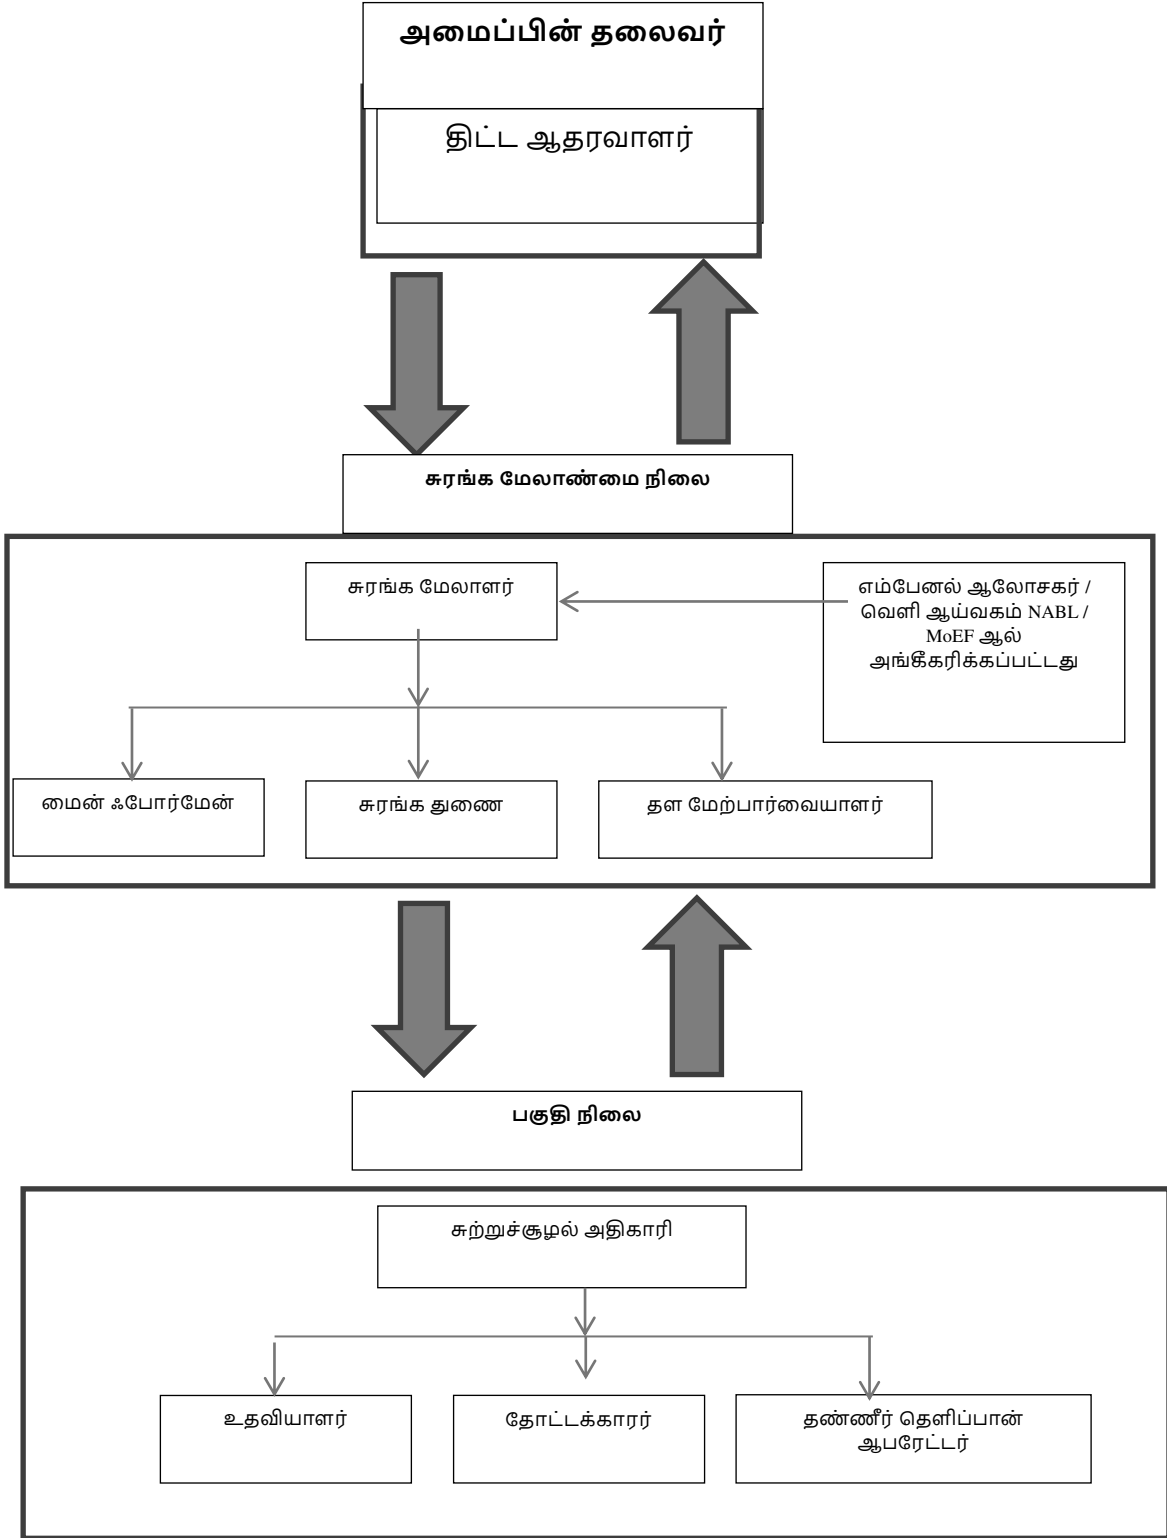 அமைப்பின் தலைவர்
திட்ட ஆதரவாளர்
சுரங்க மேலாண்மை நிலை
சுரங்க மேலாளர்
எம்பேனல் ஆலோசகர் /
வெளி ஆய்வகம் NABL /
MoEF ஆல்
அங்கீகரிக்கப்பட்டது
மைன் ஃபோர்மேன்
சுரங்க துணை
தள மேற்பார்வையாளர்
பகுதி நிலை
சுற்றுச்சூழல் அதிகாரி
உதவியாளர்
தோட்டக்காரர்
தண்ணீர் தெளிப்பான்
ஆபரேட்டர்